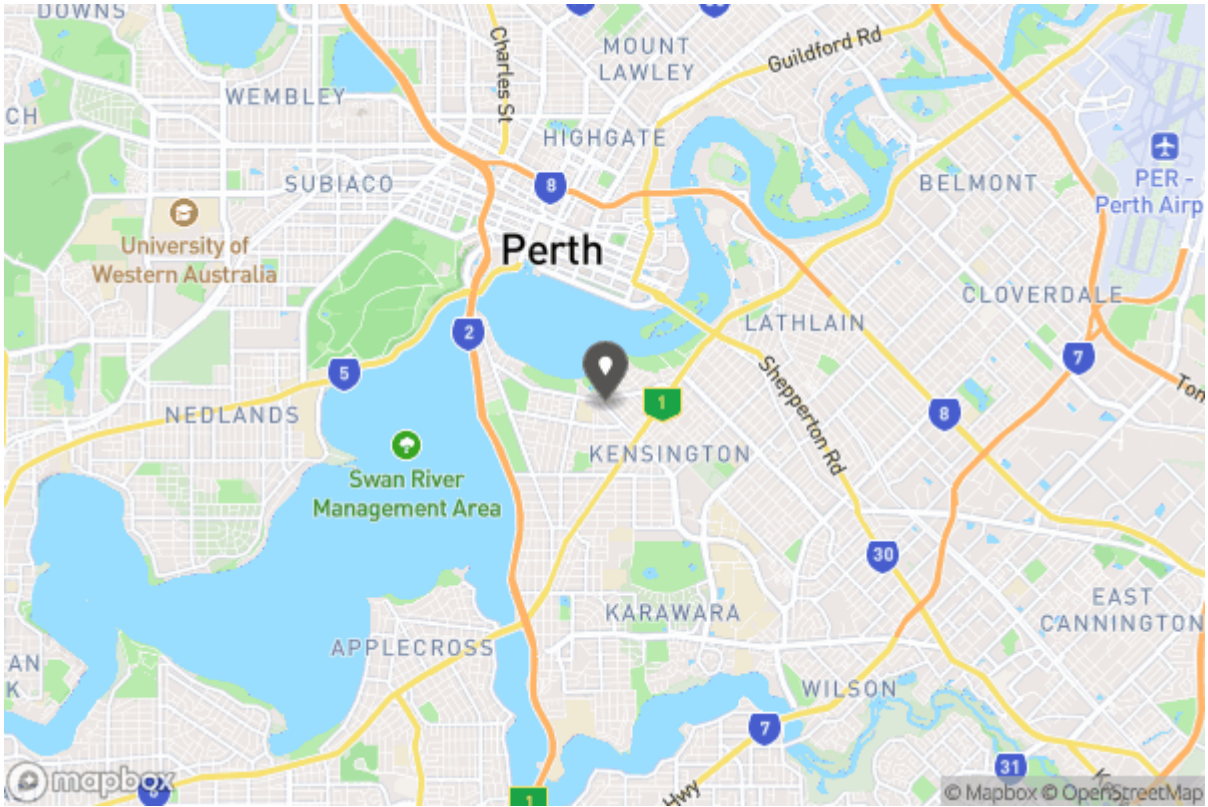 DOWNS
MOUNT
LAWLEY
Guildford Rd
Charles St
WEMBLEY
CH
HIGHGATE
SUBIACO
8
BELMONT
PER -
Perth Airp
University of
Western Australia
Perth
CLOVERDALE
LATHLAIN
2
7
5
Shepperton Rd
Ton
1
8
NEDLANDS
KENSINGTON
Swan River
Management Area
30
EAST
CANNINGTON
KARAWARA
APPLECROSS
AN
K
WILSON
7
31
Hwy
1
mapbox
© Mapbox © OpenStreetMap